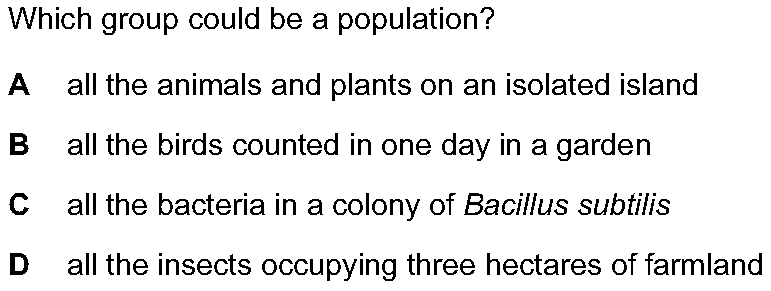 Which group could be a population?
A all the animals and plants on an isolated island
B all the birds counted in one day in a garden
C all the bacteria in a colony of Bacillus subtilis
D all the insects occupying three hectares of farmland